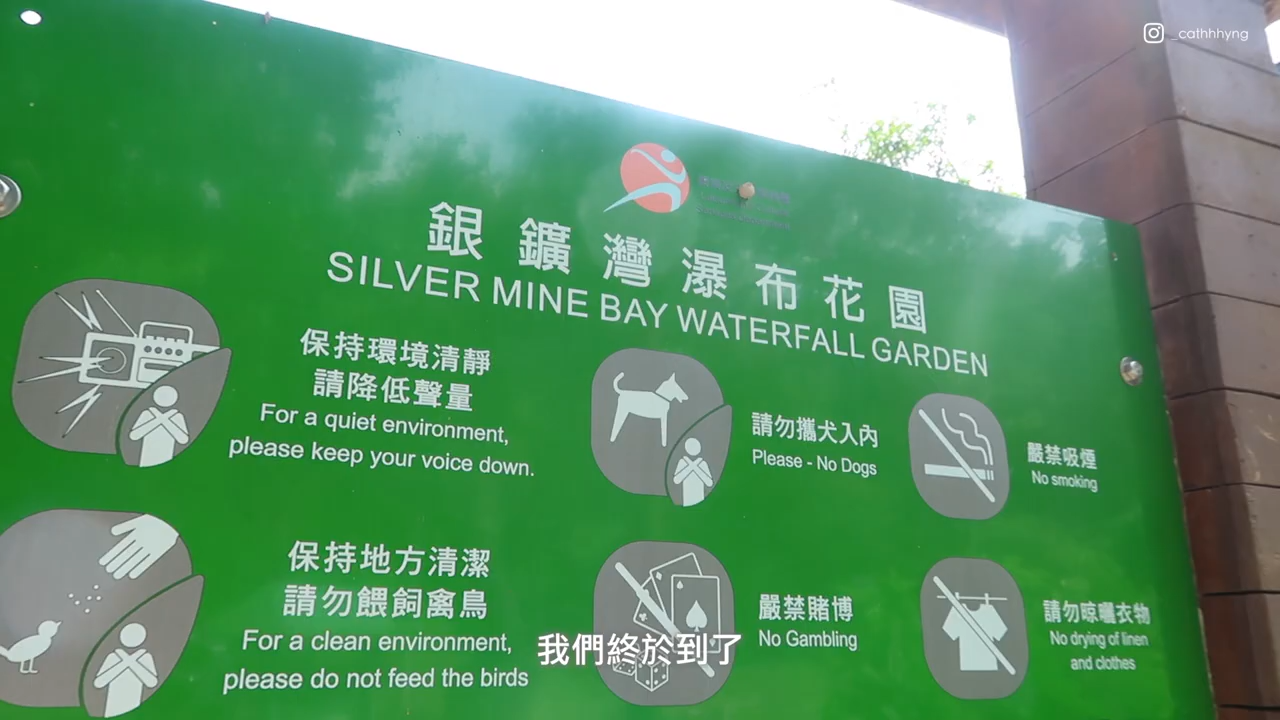 _cathhhyng
銀鑛灣瀑布花園
SILVER MINE BAY WATERFALL GARDEN
保持環境清靜
請降低聲量
For a quiet environment,
please keep your voice down.
請勿攜犬入內
Please - No Dogs
嚴禁吸煙
No smoking
保持地方清潔
請勿餵飼禽鳥
For a clean environment,
please do not feed the birds
嚴禁賭博
No Gambling
請勿晾曬衣物
No drying of linen
and clothes
我們終於到了